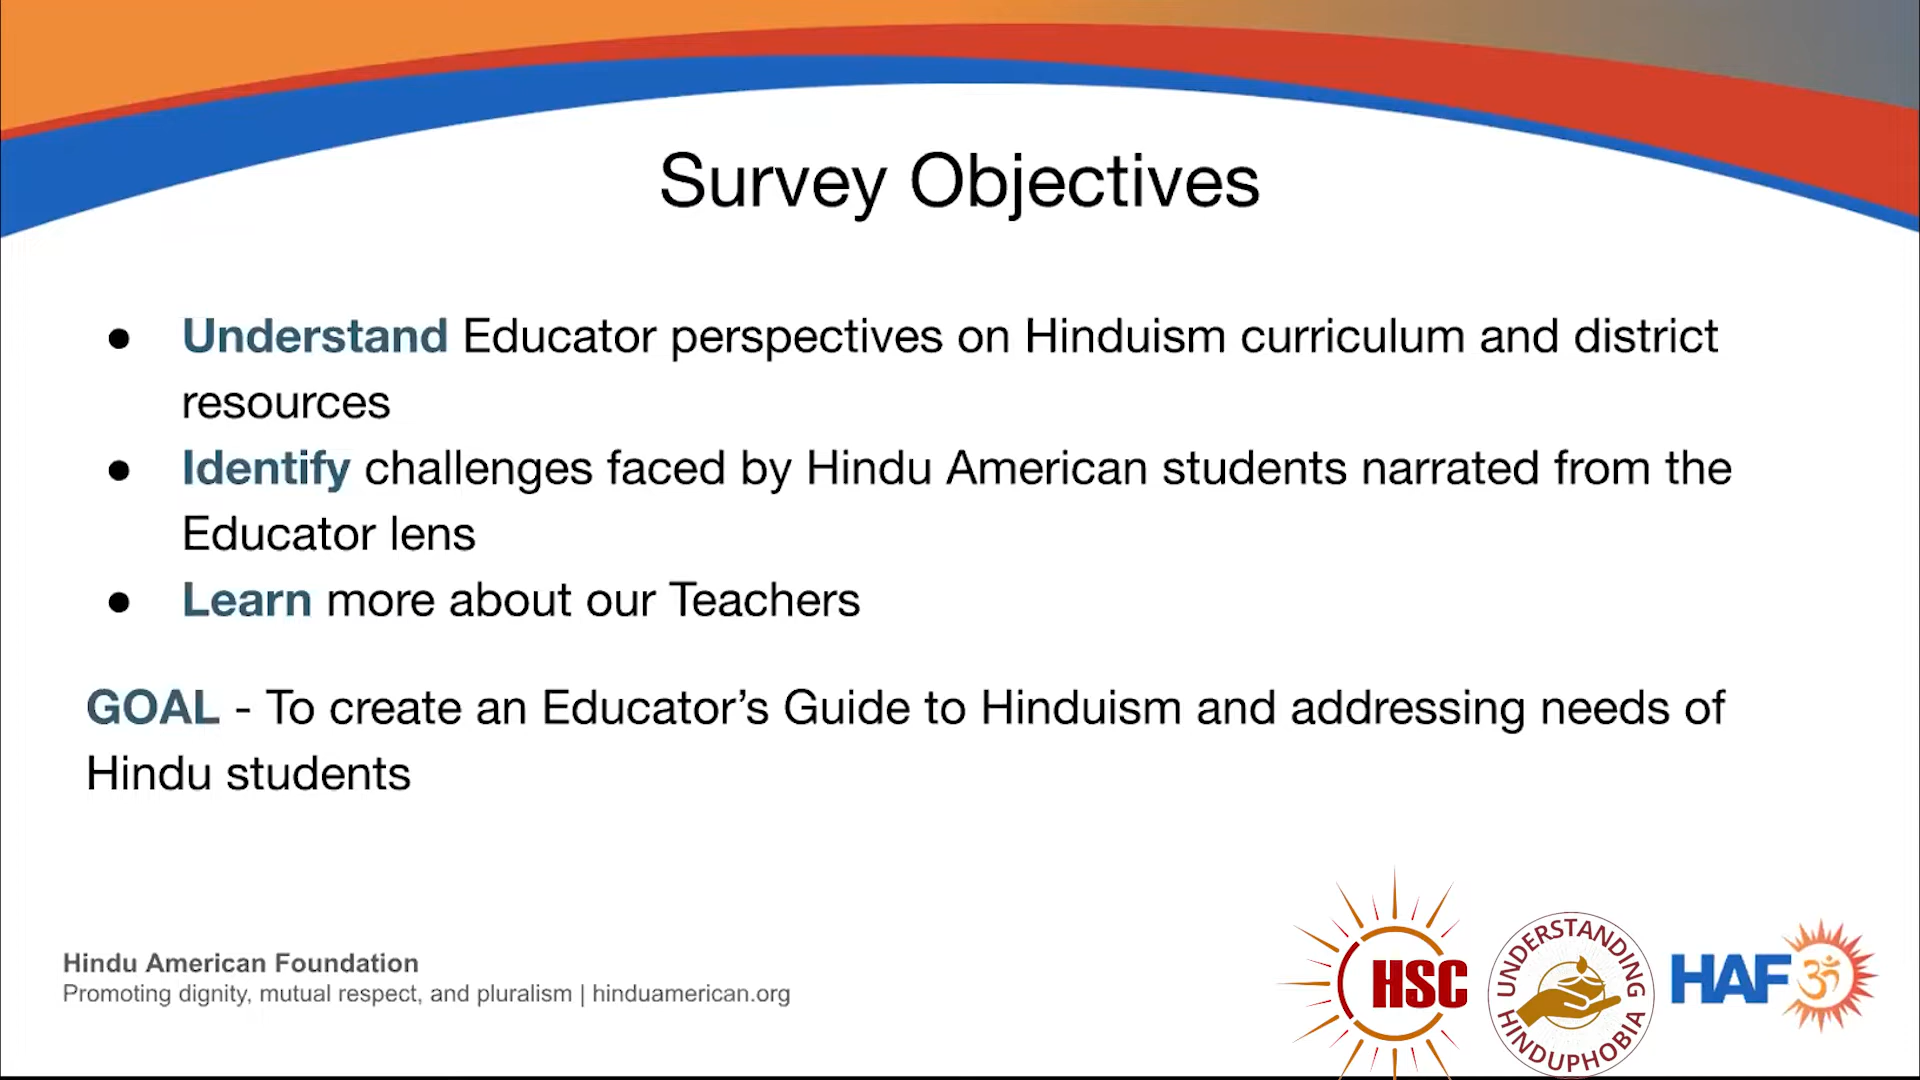 Survey Objectives
● Understand Educator perspectives on Hinduism curriculum and district
resources
● Identify challenges faced by Hindu American students narrated from the
Educator lens
● Learn more about our Teachers
GOAL - To create an Educator’s Guide to Hinduism and addressing needs of
Hindu students
Hindu American Foundation
Promoting dignity, mutual respect, and pluralism | hinduamerican.org
HSC
UNDERSTANDING
HINDUPHOBIA
HAF ॐ